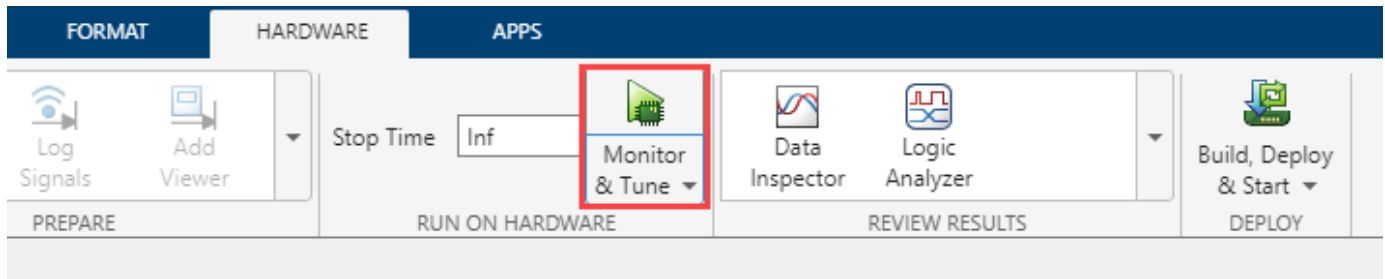 FORMAT HARDWARE APPS
Log
Signals
Add
Viewer
Stop Time Inf
Monitor
& Tune
Data
Inspector
Logic
Analyzer
Build, Deploy
& Start
PREPARE RUN ON HARDWARE REVIEW RESULTS DEPLOY